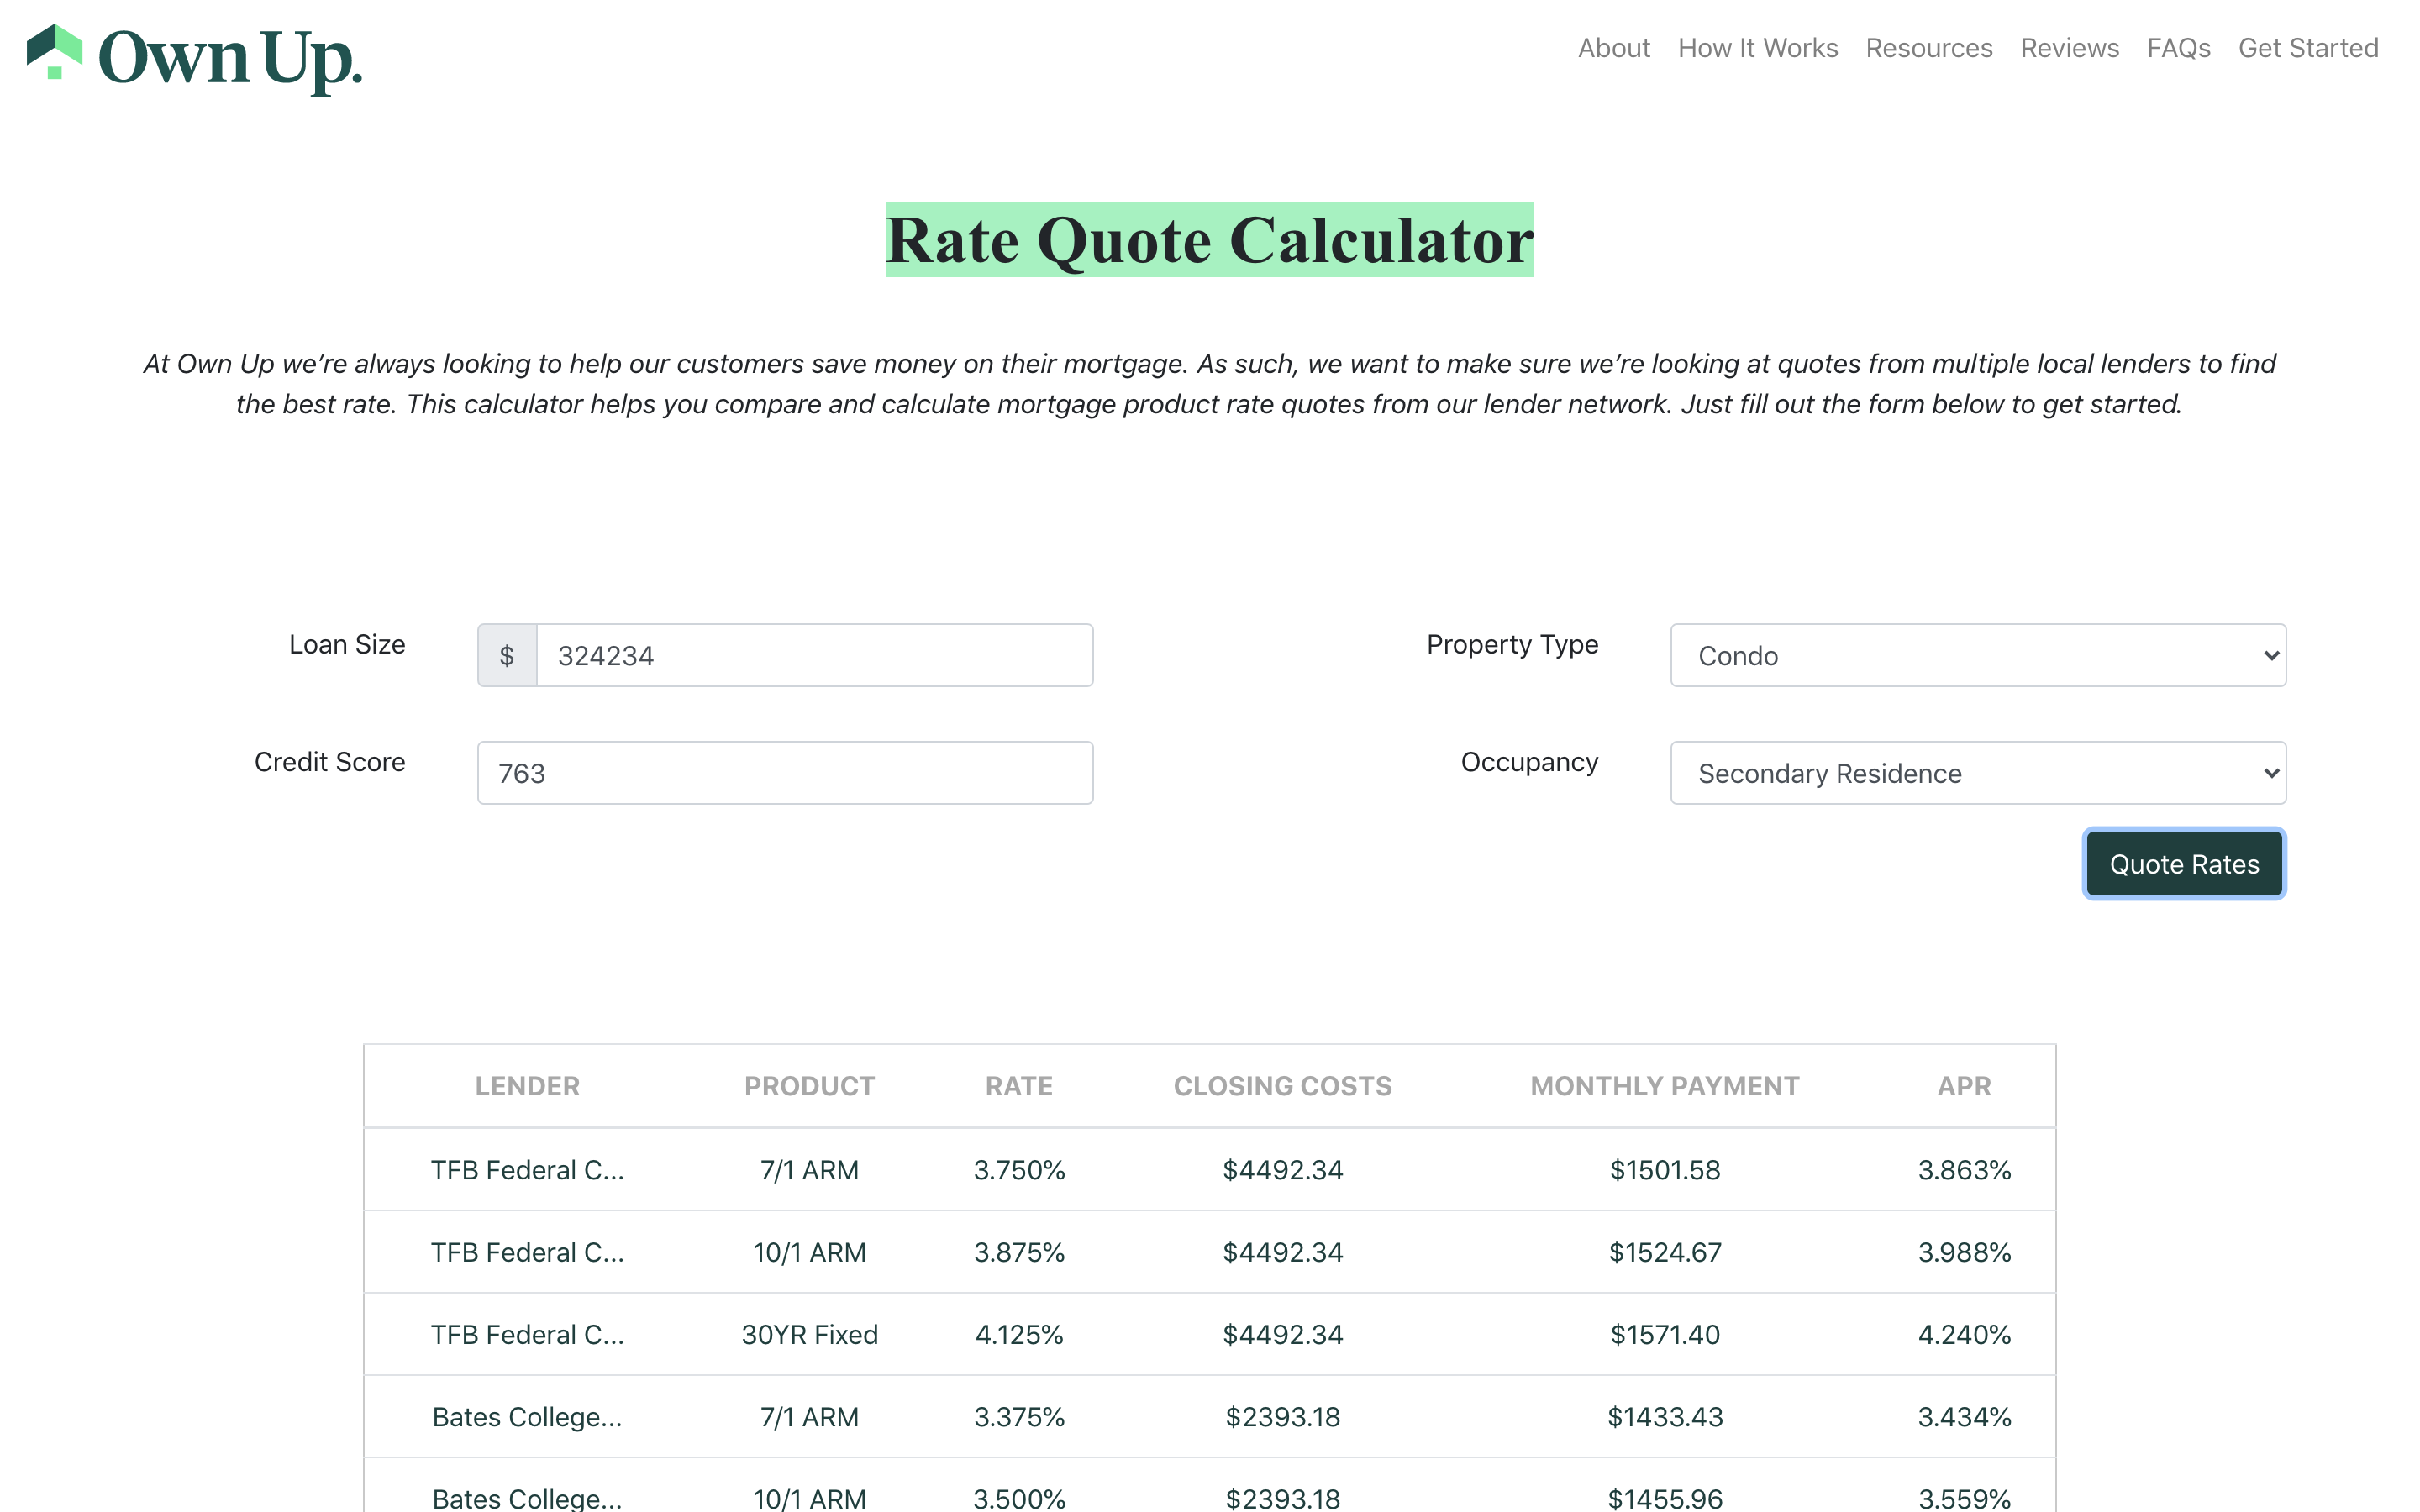 Own Up.
About How It Works Resources Reviews FAQs Get Started
Rate Quote Calculator
At Own Up we’re always looking to help our customers save money on their mortgage. As such, we want to make sure we’re looking at quotes from multiple local lenders to find
the best rate. This calculator helps you compare and calculate mortgage product rate quotes from our lender network. Just fill out the form below to get started.
Loan Size $ 324234 Property Type Condo
Credit Score 763 Occupancy Secondary Residence
Quote Rates
LENDER PRODUCT RATE CLOSING COSTS MONTHLY PAYMENT APR
TFB Federal C... 7/1 ARM 3.750% $4492.34 $1501.58 3.863%
TFB Federal C... 10/1 ARM 3.875% $4492.34 $1524.67 3.988%
TFB Federal C... 30YR Fixed 4.125% $4492.34 $1571.40 4.240%
Bates College... 7/1 ARM 3.375% $2393.18 $1433.43 3.434%
Bates College... 10/1 ARM 3.500% $2393.18 $1455.96 3.559%